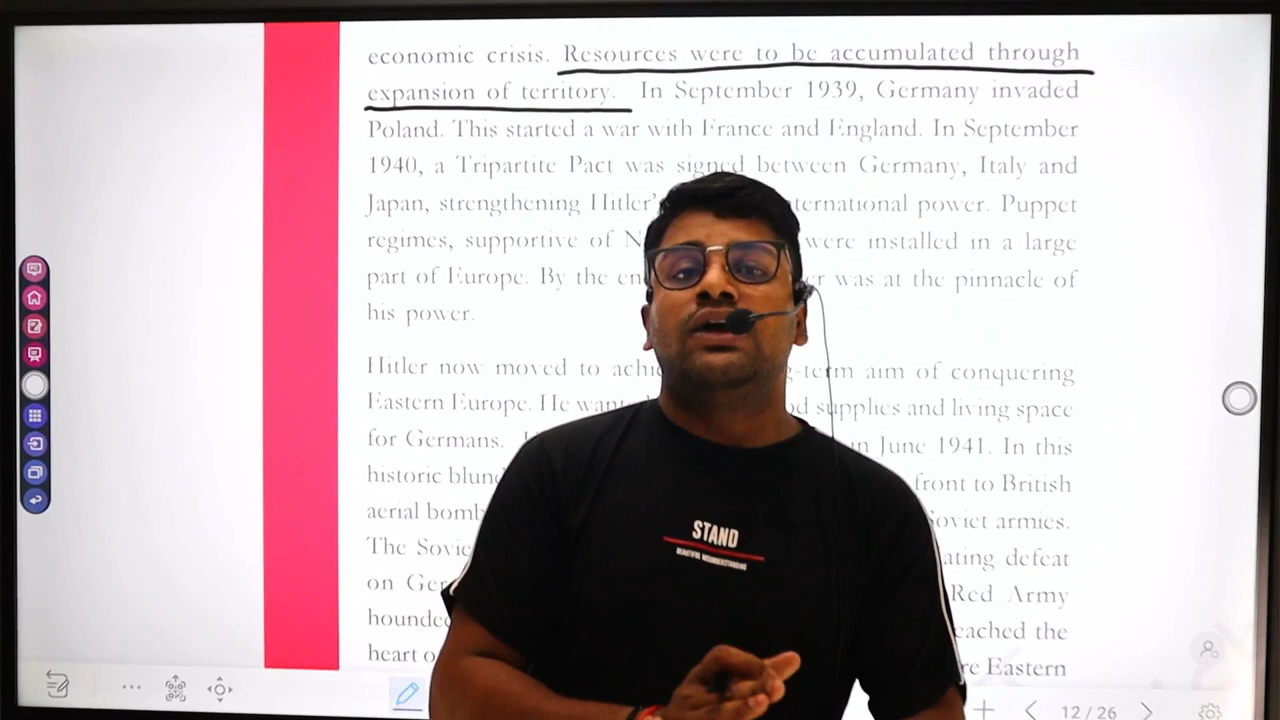 economic crisis. Resources were to be accumulated through
expansion of territory. In September 1939, Germany invaded
Poland. This started a war with France and England. In September
1940, a Tripartite Pact was signed between Germany, Italy and
Japan, strengthening Hitler's international power. Puppet
regimes, supportive of were installed in a large
part of Europe. By the was at the pinnacle of
his power.
Hitler now moved to aim of conquering
Eastern Europe. He supplies and living space
for Germans. in June 1941. In this
historic front to British
aerial Soviet armies.
The defeat
on Red Army
the
heart Eastern
STAND
BEAUTIFUL MISUNDERSTANDING
12/26